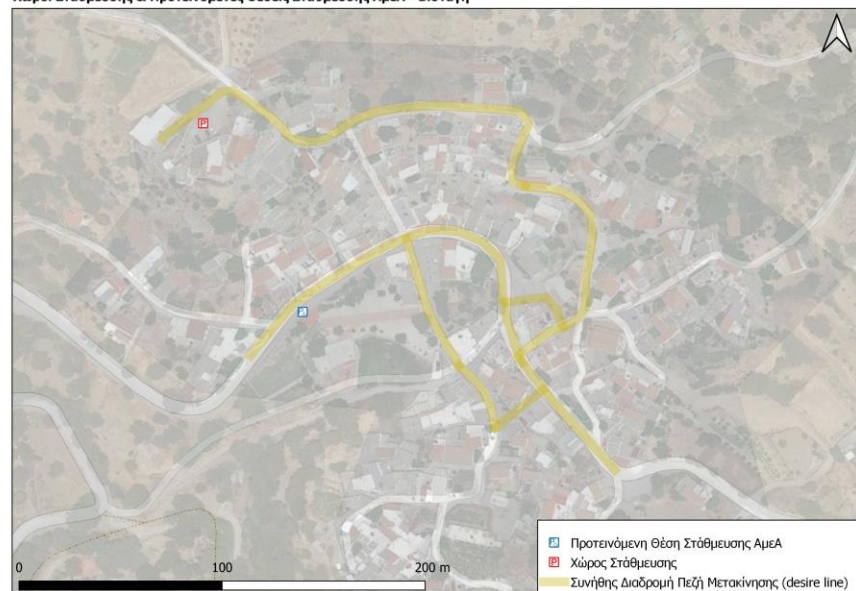 0
100
200 m
Προτεινόμενη Θέση Στάθμευσης ΑμεΑ
P Χώρος Στάθμευσης
Συνήθης Διαδρομή Πεζή Μετακίνησης (desire line)